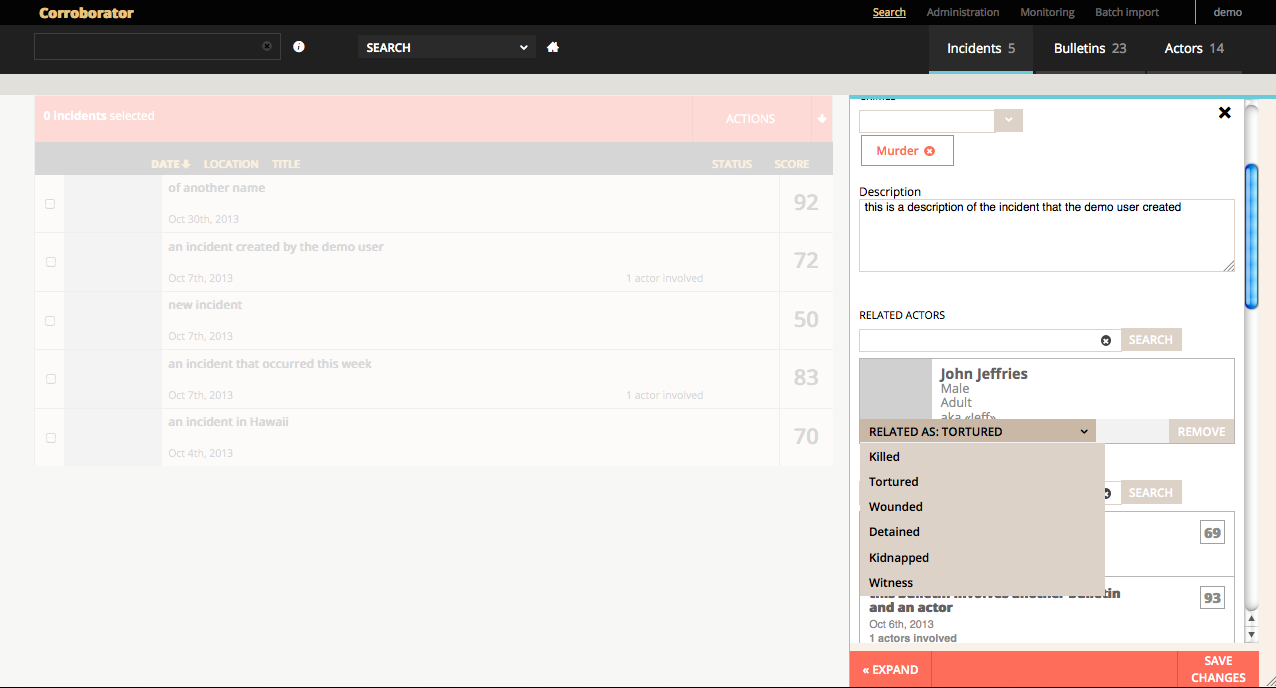 Corroborator
Search Administration Monitoring Batch import demo
SEARCH
Incidents 5 Bulletins 23 Actors 14
0 incidents selected
ACTIONS
DATE LOCATION TITLE STATUS SCORE
of another name
Oct 30th, 2013
92
an incident created by the demo user
Oct 7th, 2013
1 actor involved
72
new incident
Oct 7th, 2013
50
an incident that occurred this week
Oct 7th, 2013
1 actor involved
83
an incident in Hawaii
Oct 4th, 2013
70
Murder
Description
this is a description of the incident that the demo user created
RELATED ACTORS
SEARCH
John Jeffries
Male
Adult
aka «Jeff»
RELATED AS: TORTURED
REMOVE
Killed
Tortured
Wounded
Detained
Kidnapped
Witness
SEARCH
69
this bulletin involves another bulletin
and an actor
Oct 6th, 2013
1 actors involved
93
« EXPAND
SAVE
CHANGES